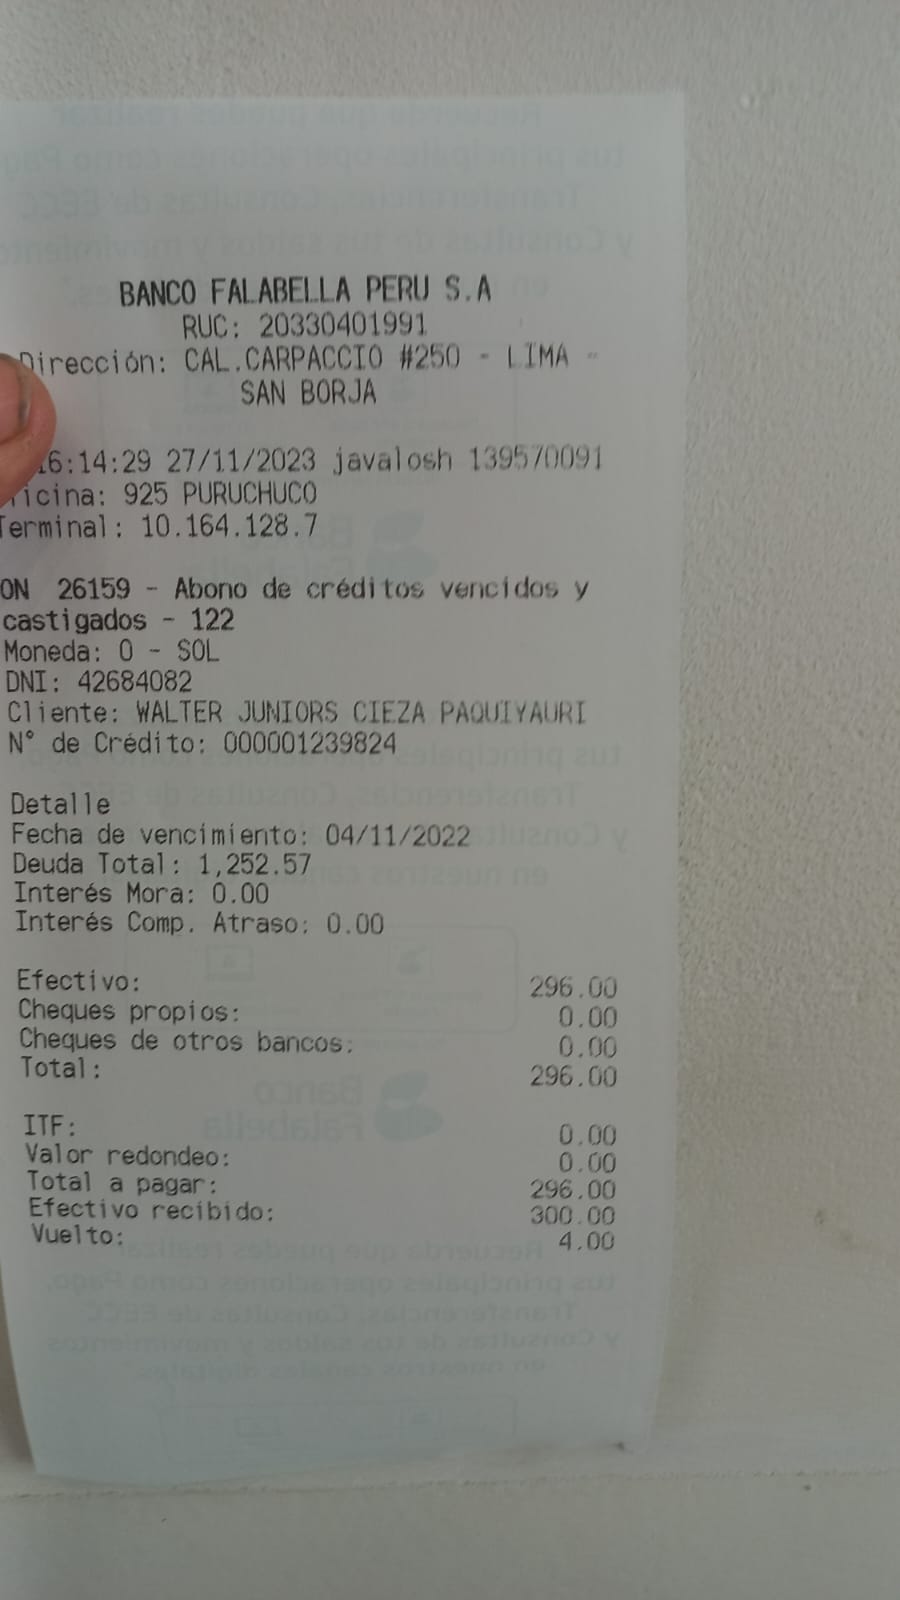 BANCO FALABELLA PERU S.A
RUC: 20330401991
Dirección: CAL.CARPACCIO #250 - LIMA -
SAN BORJA
16:14:29 27/11/2023 javalosh 139570091
icina: 925 PURUCHUCO
Terminal: 10.164.128.7
ON 26159 - Abono de créditos vencidos y
castigados - 122
Moneda: 0 - SOL
DNI: 42684082
Cliente: WALTER JUNIORS CIEZA PAQUIYAURI
N° de Crédito: 000001239824
Detalle
Fecha de vencimiento: 04/11/2022
Deuda Total: 1,252.57
Interés Mora: 0.00
Interés Comp. Atraso: 0.00
Efectivo: 296.00
Cheques propios: 0.00
Cheques de otros bancos: 0.00
Total: 296.00
ITF: 0.00
Valor redondeo: 0.00
Total a pagar: 296.00
Efectivo recibido: 300.00
Vuelto: 4.00